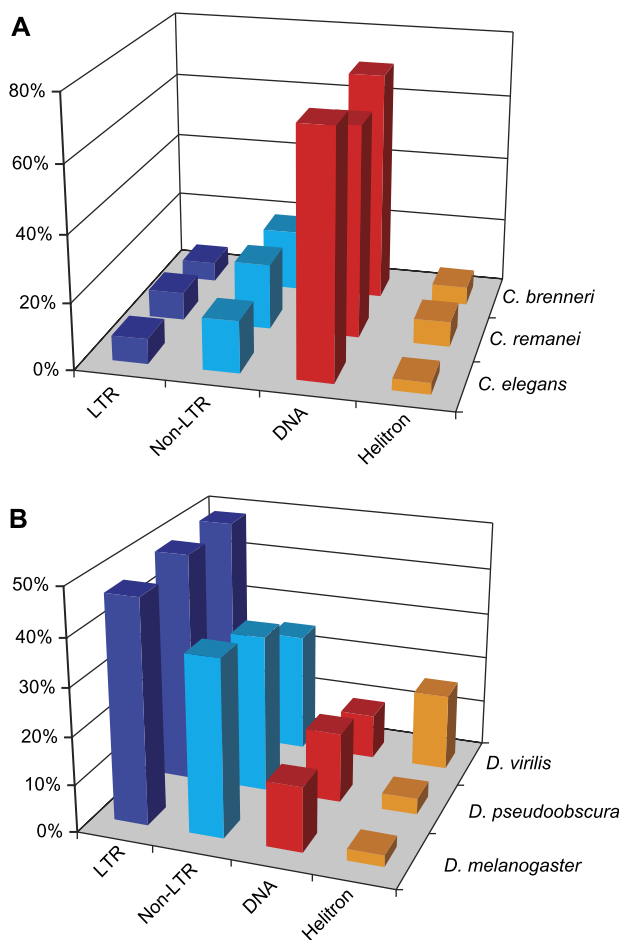 A
80%
60%
40%
20%
0%
LTR
Non-LTR
DNA
Helitron
C. brenneri
C. remanei
C. elegans
B
50%
40%
30%
20%
10%
0%
LTR
Non-LTR
DNA
Helitron
D. virilis
D. pseudoobscura
D. melanogaster